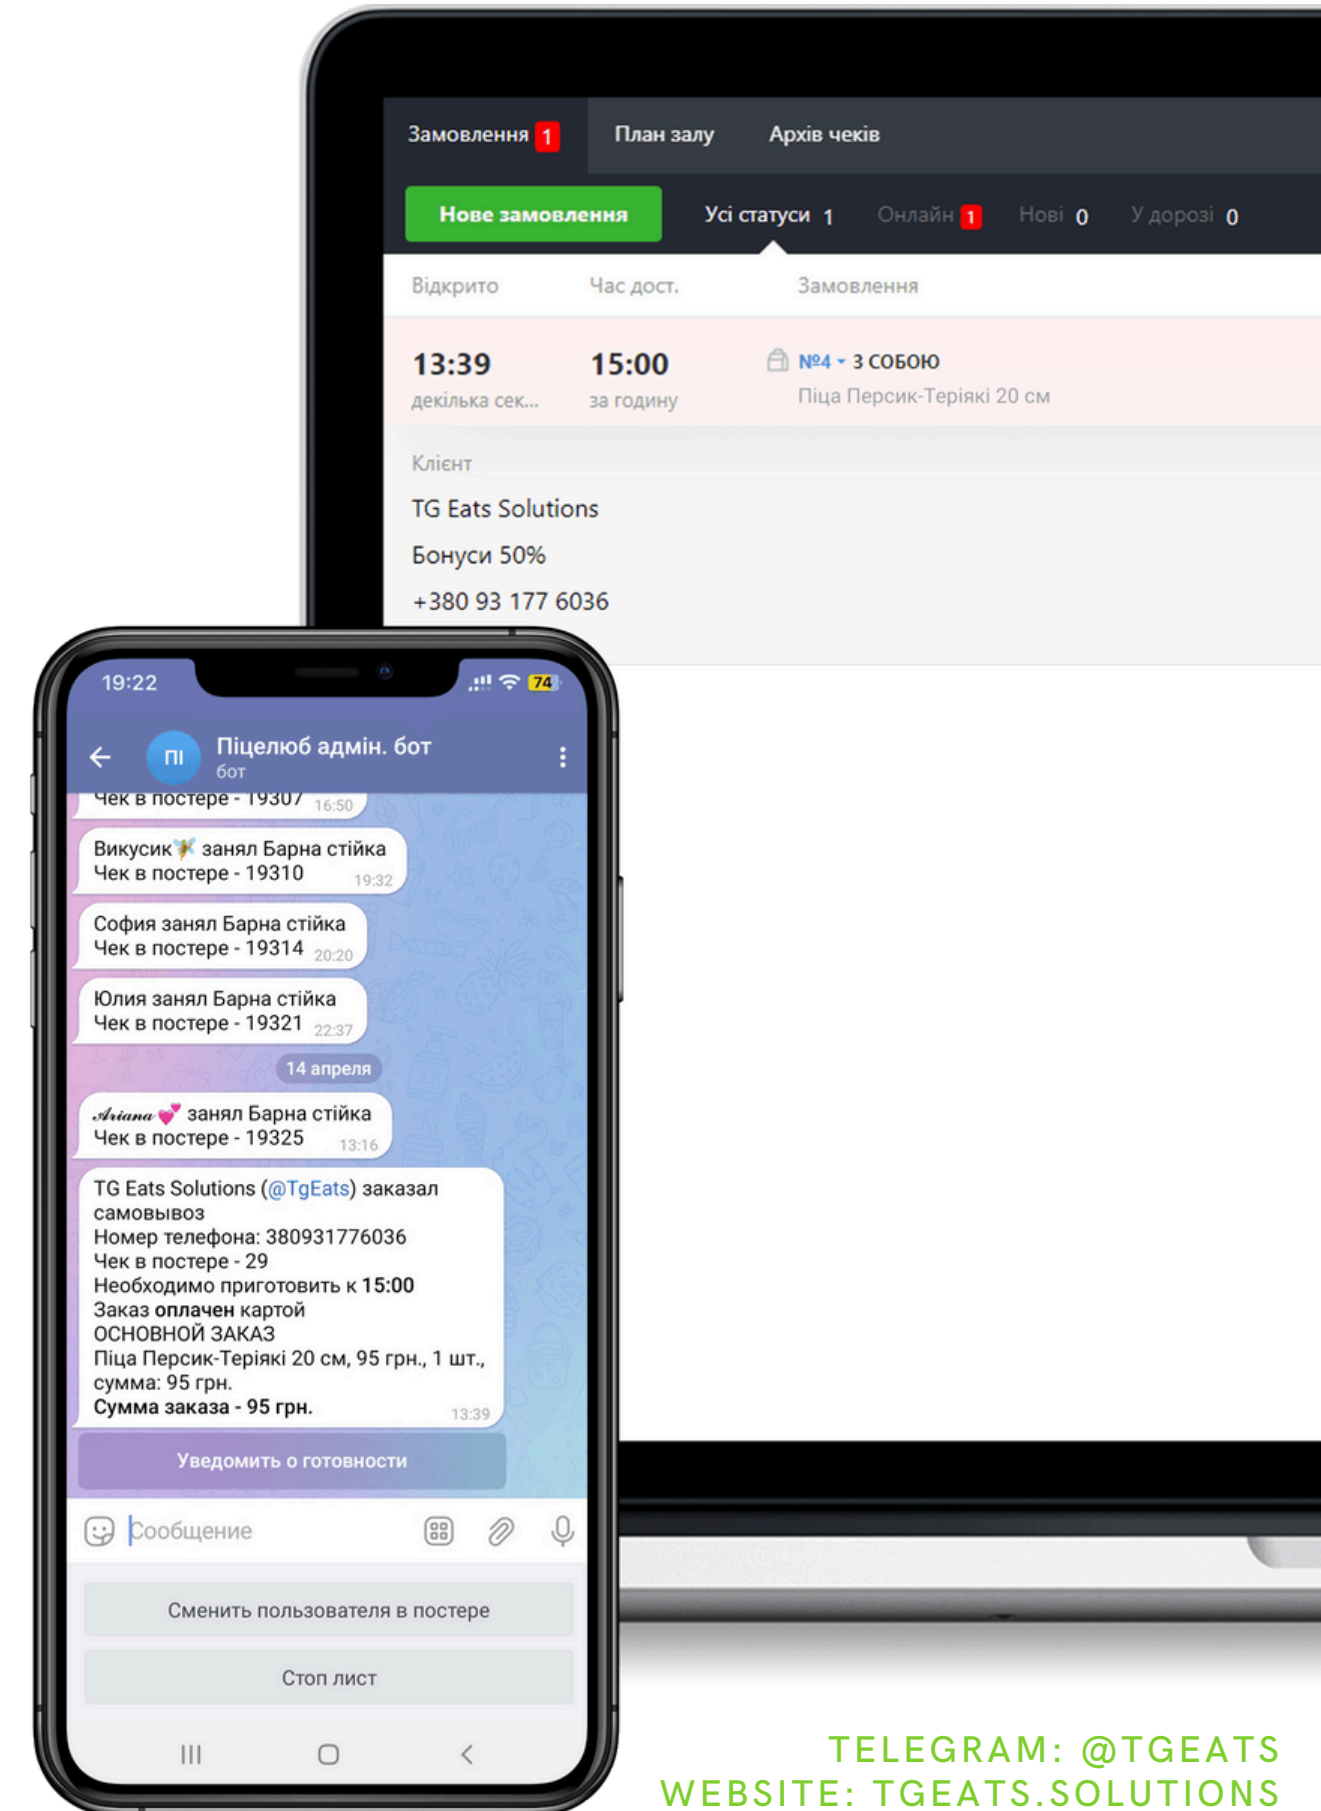 Замовлення 1 План залу Архів чеків
Нове замовлення Усі статуси 1 Онлайн 1 Нові 0 У дорозі 0
Відкрито Час дост. Замовлення
13:39 15:00 №4 З СОБОЮ
декілька сек... за годину Піца Персик-Теріякі 20 см
Клієнт
TG Eats Solutions
Бонуси 50%
+380 93 177 6036
19:22 74
ПІ Піцелюб адмін. бот
бот
Чек в постере - 19307 16:50
Викусик🧚 занял Барна стійка
Чек в постере - 19310 19:32
София занял Барна стійка
Чек в постере - 19314 20:20
Юлия занял Барна стійка
Чек в постере - 19321 22:37
14 апреля
𝒜𝓇𝒾𝒶𝓃𝒶 💕 занял Барна стійка
Чек в постере - 19325 13:16
TG Eats Solutions (@TgEats) заказал
самовывоз
Номер телефона: 380931776036
Чек в постере - 29
Необходимо приготовить к 15:00
Заказ оплачен картой
ОСНОВНОЙ ЗАКАЗ
Піца Персик-Теріякі 20 см, 95 грн., 1 шт.,
сумма: 95 грн.
Сумма заказа - 95 грн. 13:39
Уведомить о готовности
Сообщение
Сменить пользователя в постере
Стоп лист
TELEGRAM: @TGEATS
WEBSITE: TGEATS.SOLUTIONS